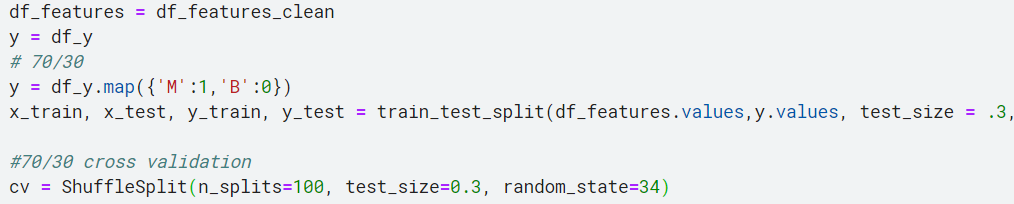 df_features = df_features_clean
y = df_y
# 70/30
y = df_y.map({'M':1,'B':0})
x_train, x_test, y_train, y_test = train_test_split(df_features.values,y.values, test_size = .3,
#70/30 cross validation
cv = ShuffleSplit(n_splits=100, test_size=0.3, random_state=34)